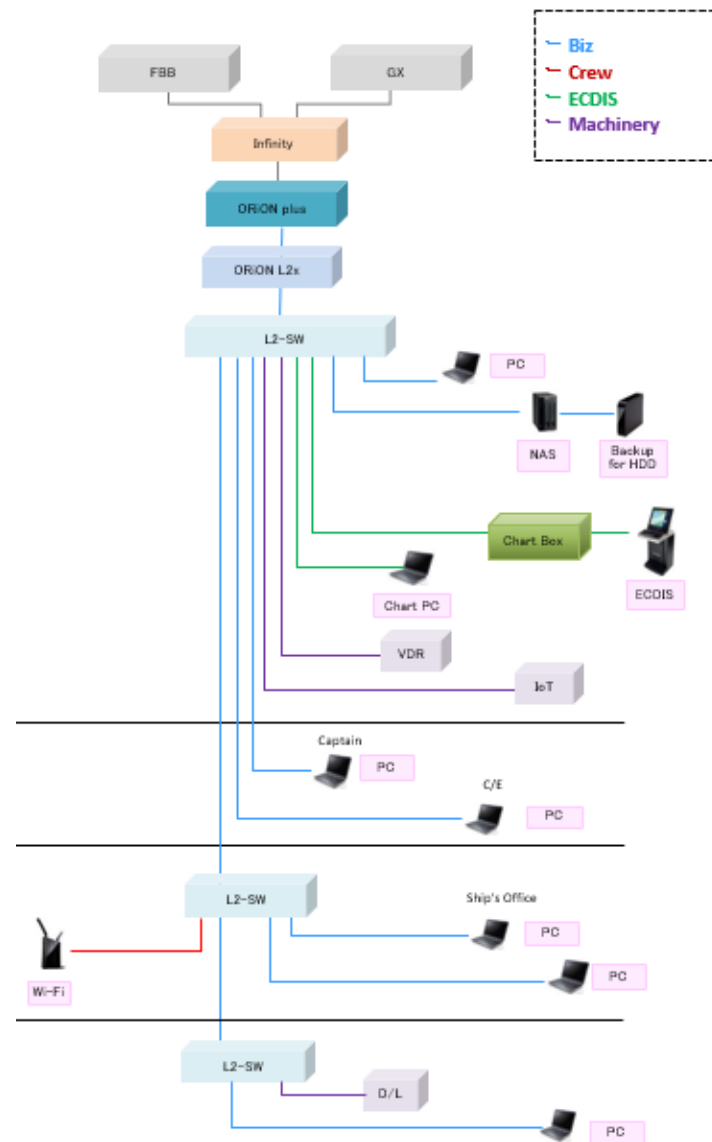 Biz
Crew
ECDIS
Machinery
FBB
GX
Infinity
ORiON plus
ORiON L2x
L2-SW
PC
NAS
Backup
for HDD
Chart Box
ECDIS
Chart PC
VDR
IoT
Captain
PC
C/E
PC
L2-SW
Ship's Office
PC
PC
Wi-Fi
L2-SW
D/L
PC